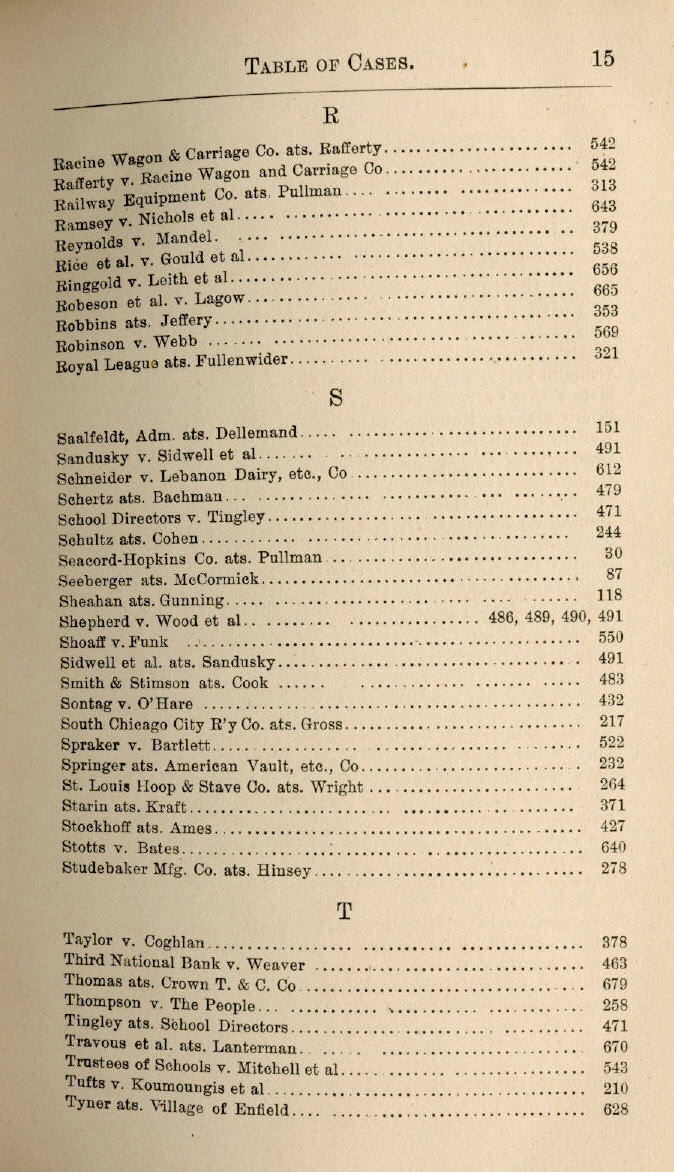 TABLE OF CASES. 15
R
Racine Wagon & Carriage Co. ats. Rafferty 542
Rafferty v. Racine Wagon and Carriage Co 542
Railway Equipment Co. ats. Pullman 313
Ramsey v. Nichols et al 643
Reynolds v. Mandel 379
Rice et al. v. Gould et al 538
Ringgold v. Leith et al 656
Robeson et al. v. Lagow 665
Robbins ats. Jeffery 353
Robinson v. Webb 569
Royal League ats. Fullenwider 321
S
Saalfeldt, Adm. ats. Dellemand 151
Sandusky v. Sidwell et al 491
Schneider v. Lebanon Dairy, etc., Co 612
Schertz ats. Bachman 479
School Directors v. Tingley 471
Schultz ats. Cohen 244
Seacord-Hopkins Co. ats. Pullman 30
Seeberger ats. McCormick 87
Sheahan ats. Gunning 118
Shepherd v. Wood et al 486, 489, 490, 491
Shoaff v. Funk 550
Sidwell et al. ats. Sandusky 491
Smith & Stimson ats. Cook 483
Sontag v. O'Hare 432
South Chicago City R'y Co. ats. Gross 217
Spraker v. Bartlett 522
Springer ats. American Vault, etc., Co 232
St. Louis Hoop & Stave Co. ats. Wright 264
Starin ats. Kraft 371
Stockhoff ats. Ames 427
Stotts v. Bates 640
Studebaker Mfg. Co. ats. Hinsey 278
T
Taylor v. Coghlan 378
Third National Bank v. Weaver 463
Thomas ats. Crown T. & C. Co 679
Thompson v. The People 258
Tingley ats. School Directors 471
Travous et al. ats. Lanterman 670
Trustees of Schools v. Mitchell et al 543
Tufts v. Koumoungis et al 210
Tyner ats. Village of Enfield 628